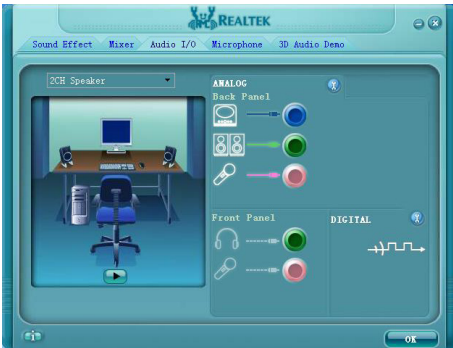 REALTEK
Sound Effect Mixer Audio I/O Microphone 3D Audio Demo
2CH Speaker
ANALOG
Back Panel
Front Panel
DIGITAL
OK